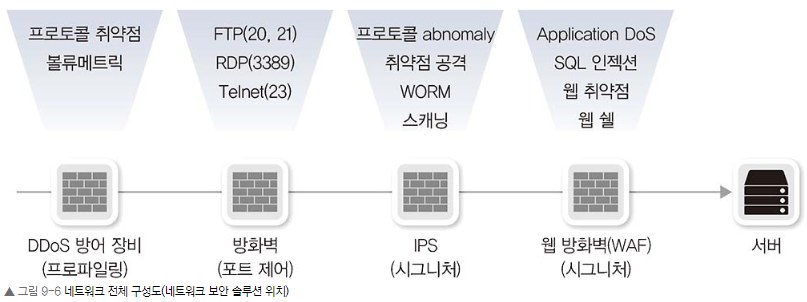 프로토콜 취약점
볼류메트릭
FTP(20, 21)
RDP(3389)
Telnet(23)
프로토콜 abnomaly
취약점 공격
WORM
스캐닝
Application DoS
SQL 인젝션
웹 취약점
웹 쉘
DDoS 방어 장비
(프로파일링)
방화벽
(포트 제어)
IPS
(시그니처)
웹 방화벽(WAF)
(시그니처)
서버
▲ 그림 9-6 네트워크 전체 구성도(네트워크 보안 솔루션 위치)